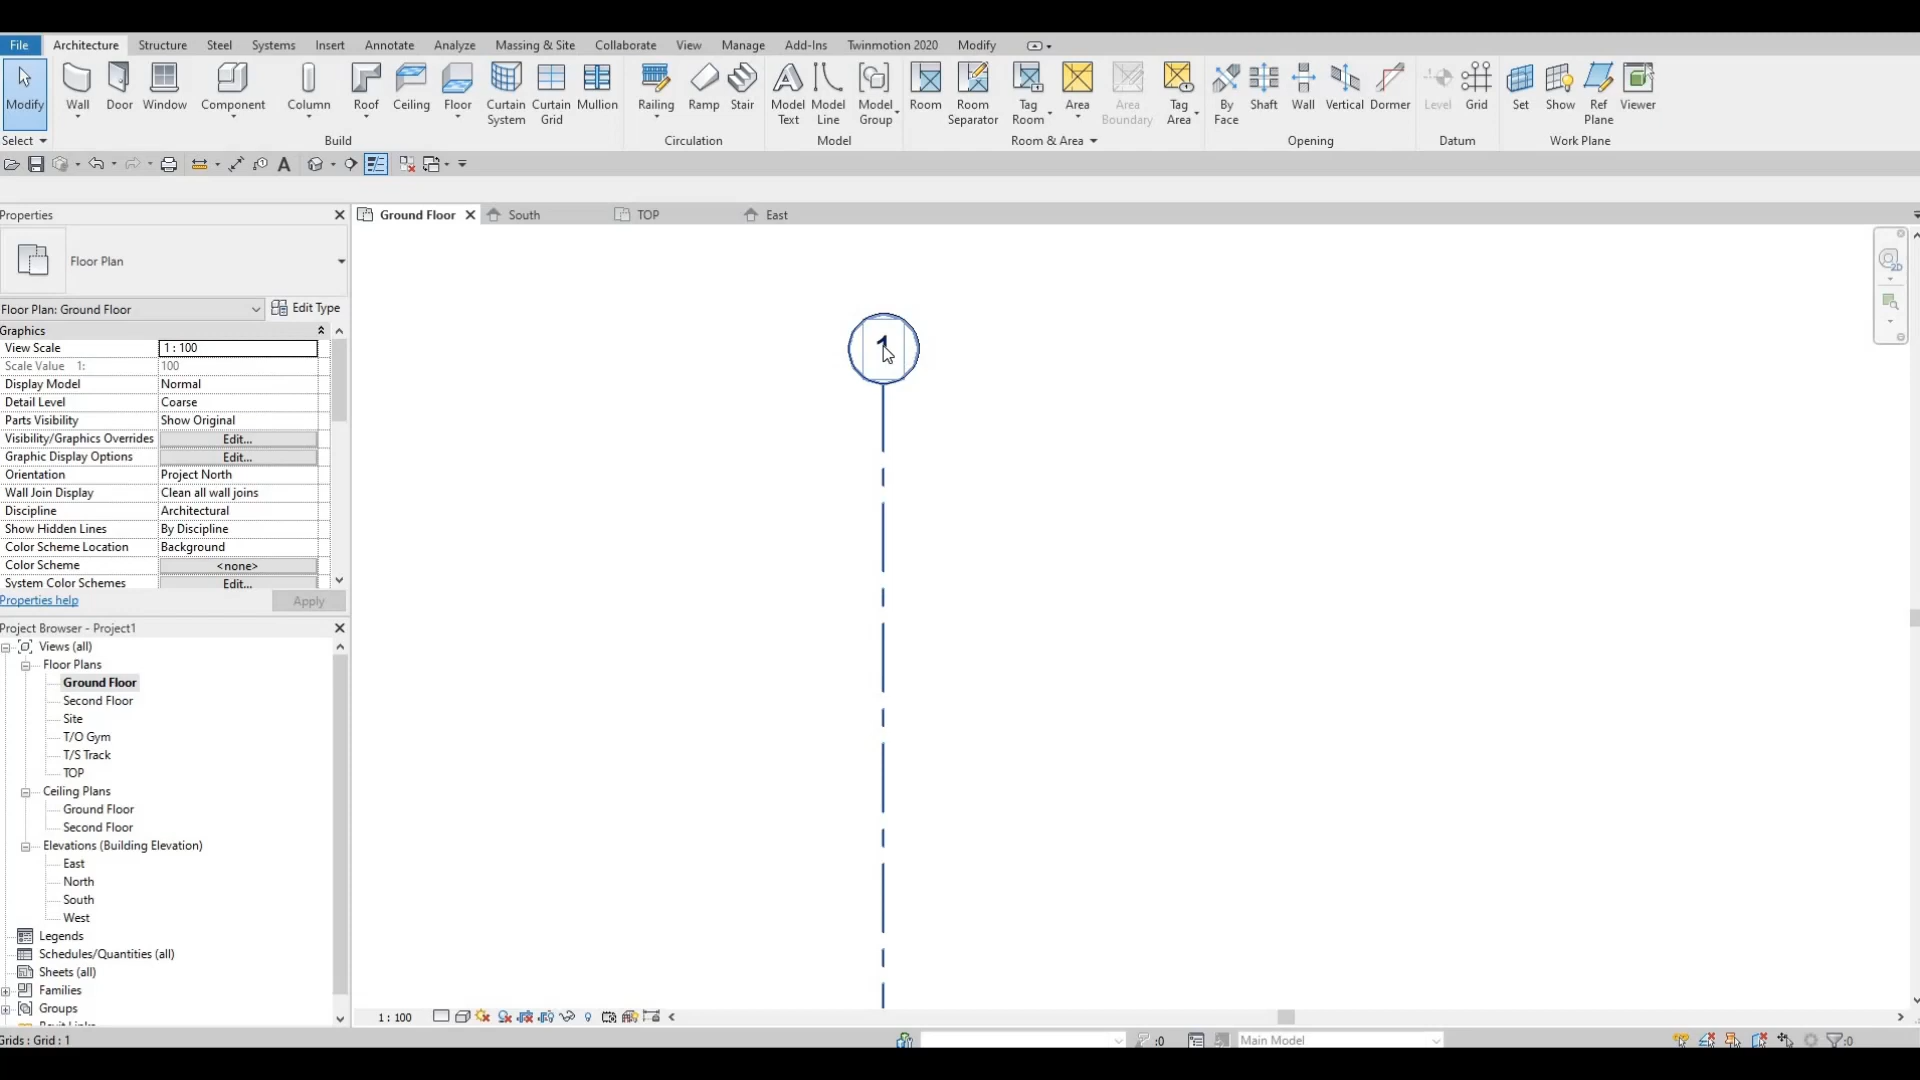 File Architecture Structure Steel Systems Insert Annotate Analyze Massing & Site Collaborate View Manage Add-Ins Twinmotion 2020 Modify
Modify Wall Door Window Component Column Roof Ceiling Floor Curtain System Curtain Grid Mullion Railing Ramp Stair Model Text Model Line Model Group Room Room Separator Tag Room Area Area Boundary Tag Area By Face Shaft Wall Vertical Dormer Level Grid Set Show Ref Plane Viewer
Select Build Circulation Model Room & Area Opening Datum Work Plane
Properties
Ground Floor South TOP East
Floor Plan
Floor Plan: Ground Floor Edit Type
Graphics
View Scale 1 : 100
Scale Value 1: 100
Display Model Normal
Detail Level Coarse
Parts Visibility Show Original
Visibility/Graphics Overrides Edit...
Graphic Display Options Edit...
Orientation Project North
Wall Join Display Clean all wall joins
Discipline Architectural
Show Hidden Lines By Discipline
Color Scheme Location Background
Color Scheme <none>
System Color Schemes Edit...
Properties help Apply
Project Browser - Project1
Views (all)
Floor Plans
Ground Floor
Second Floor
Site
T/O Gym
T/S Track
TOP
Ceiling Plans
Ground Floor
Second Floor
Elevations (Building Elevation)
East
North
South
West
Legends
Schedules/Quantities (all)
Sheets (all)
Families
Groups
Revit Links
1
2D
1 : 100
Grids : Grid : 1
:0
Main Model
:0